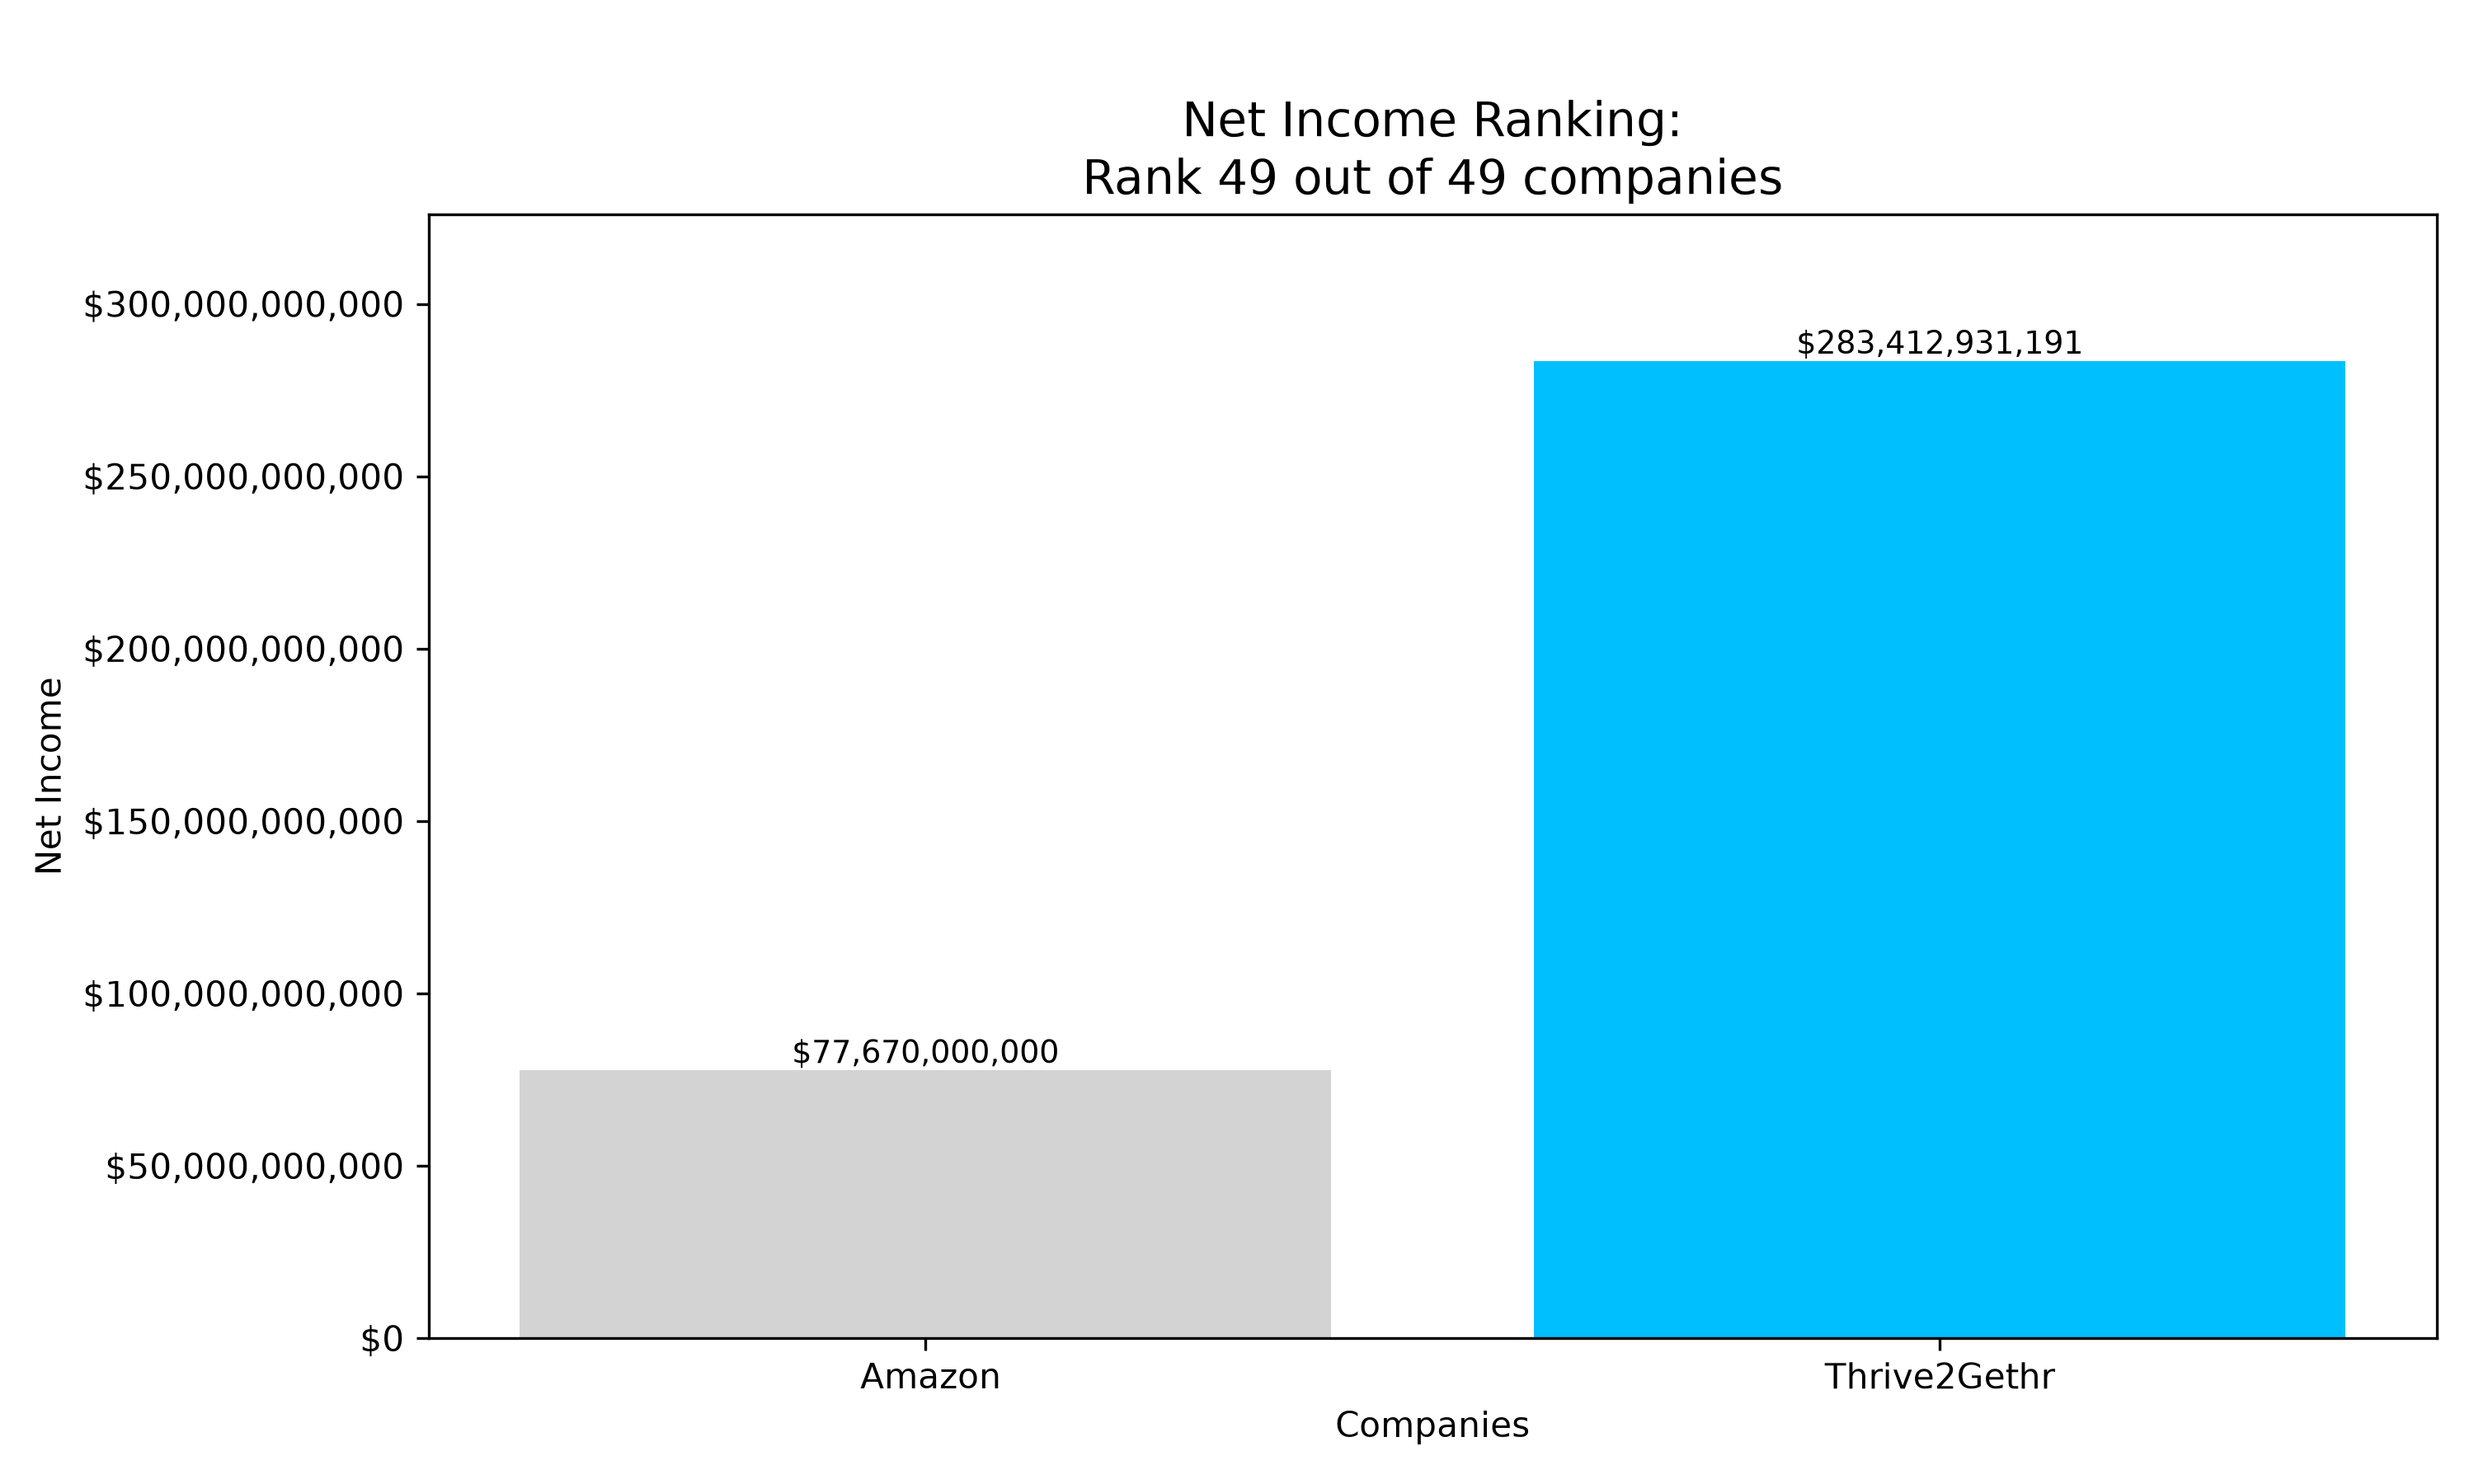 Net Income Ranking:
Rank 49 out of 49 companies
$300,000,000,000
$283,412,931,191
$250,000,000,000
$200,000,000,000
Net Income
$150,000,000,000
$100,000,000,000
$77,670,000,000
$50,000,000,000
$0
Amazon
Thrive2Gethr
Companies